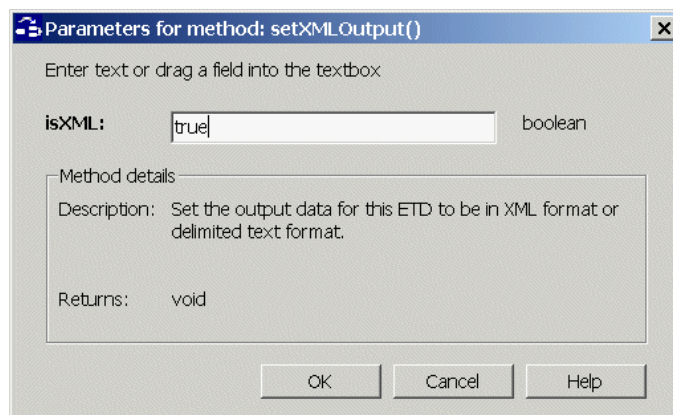 Parameters for method: setXMLOutput()
Enter text or drag a field into the textbox
isXML: true boolean
Method details
Description: Set the output data for this ETD to be in XML format or
delimited text format.
Returns: void
OK Cancel Help